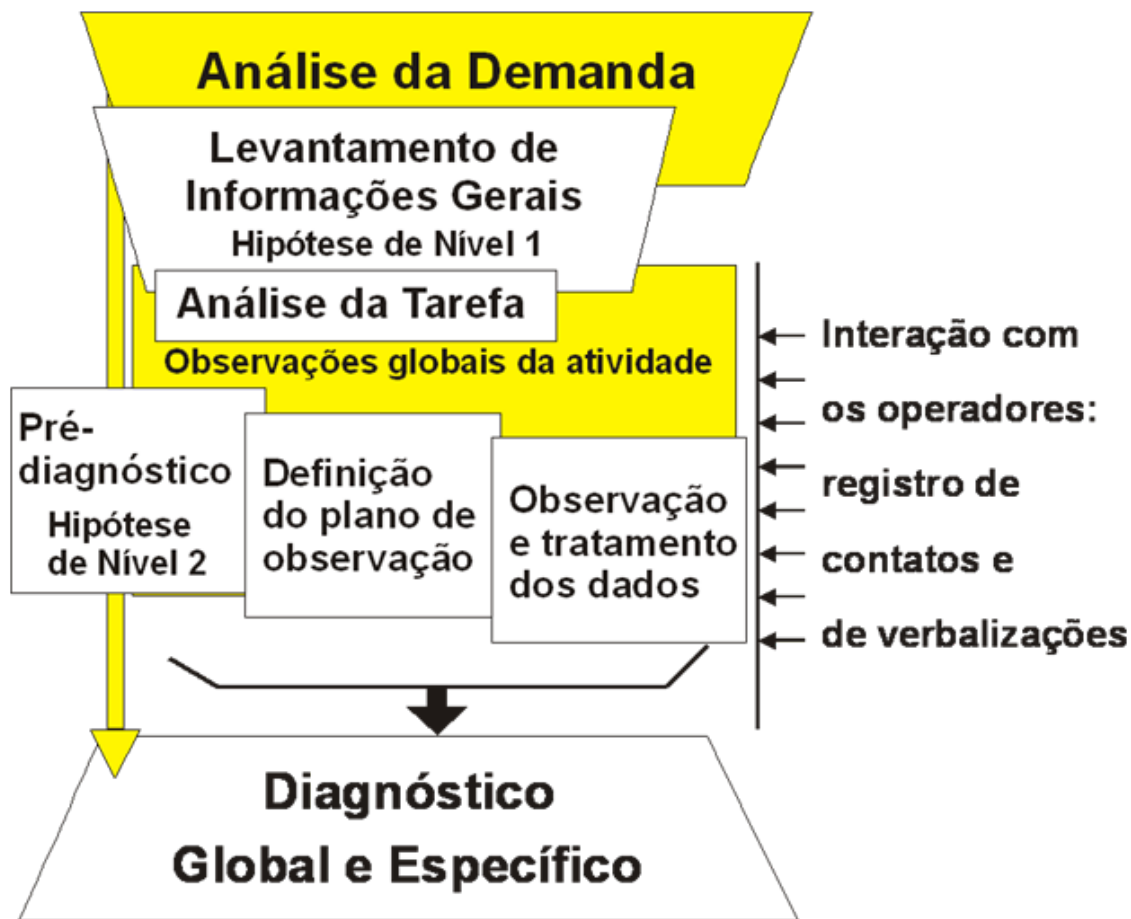 Análise da Demanda
Levantamento de
Informações Gerais
Hipótese de Nível 1
Análise da Tarefa
Observações globais da atividade
Pré-
diagnóstico
Hipótese
de Nível 2
Definição
do plano de
observação
Observação
e tratamento
dos dados
Interação com
os operadores:
registro de
contatos e
de verbalizações
Diagnóstico
Global e Específico